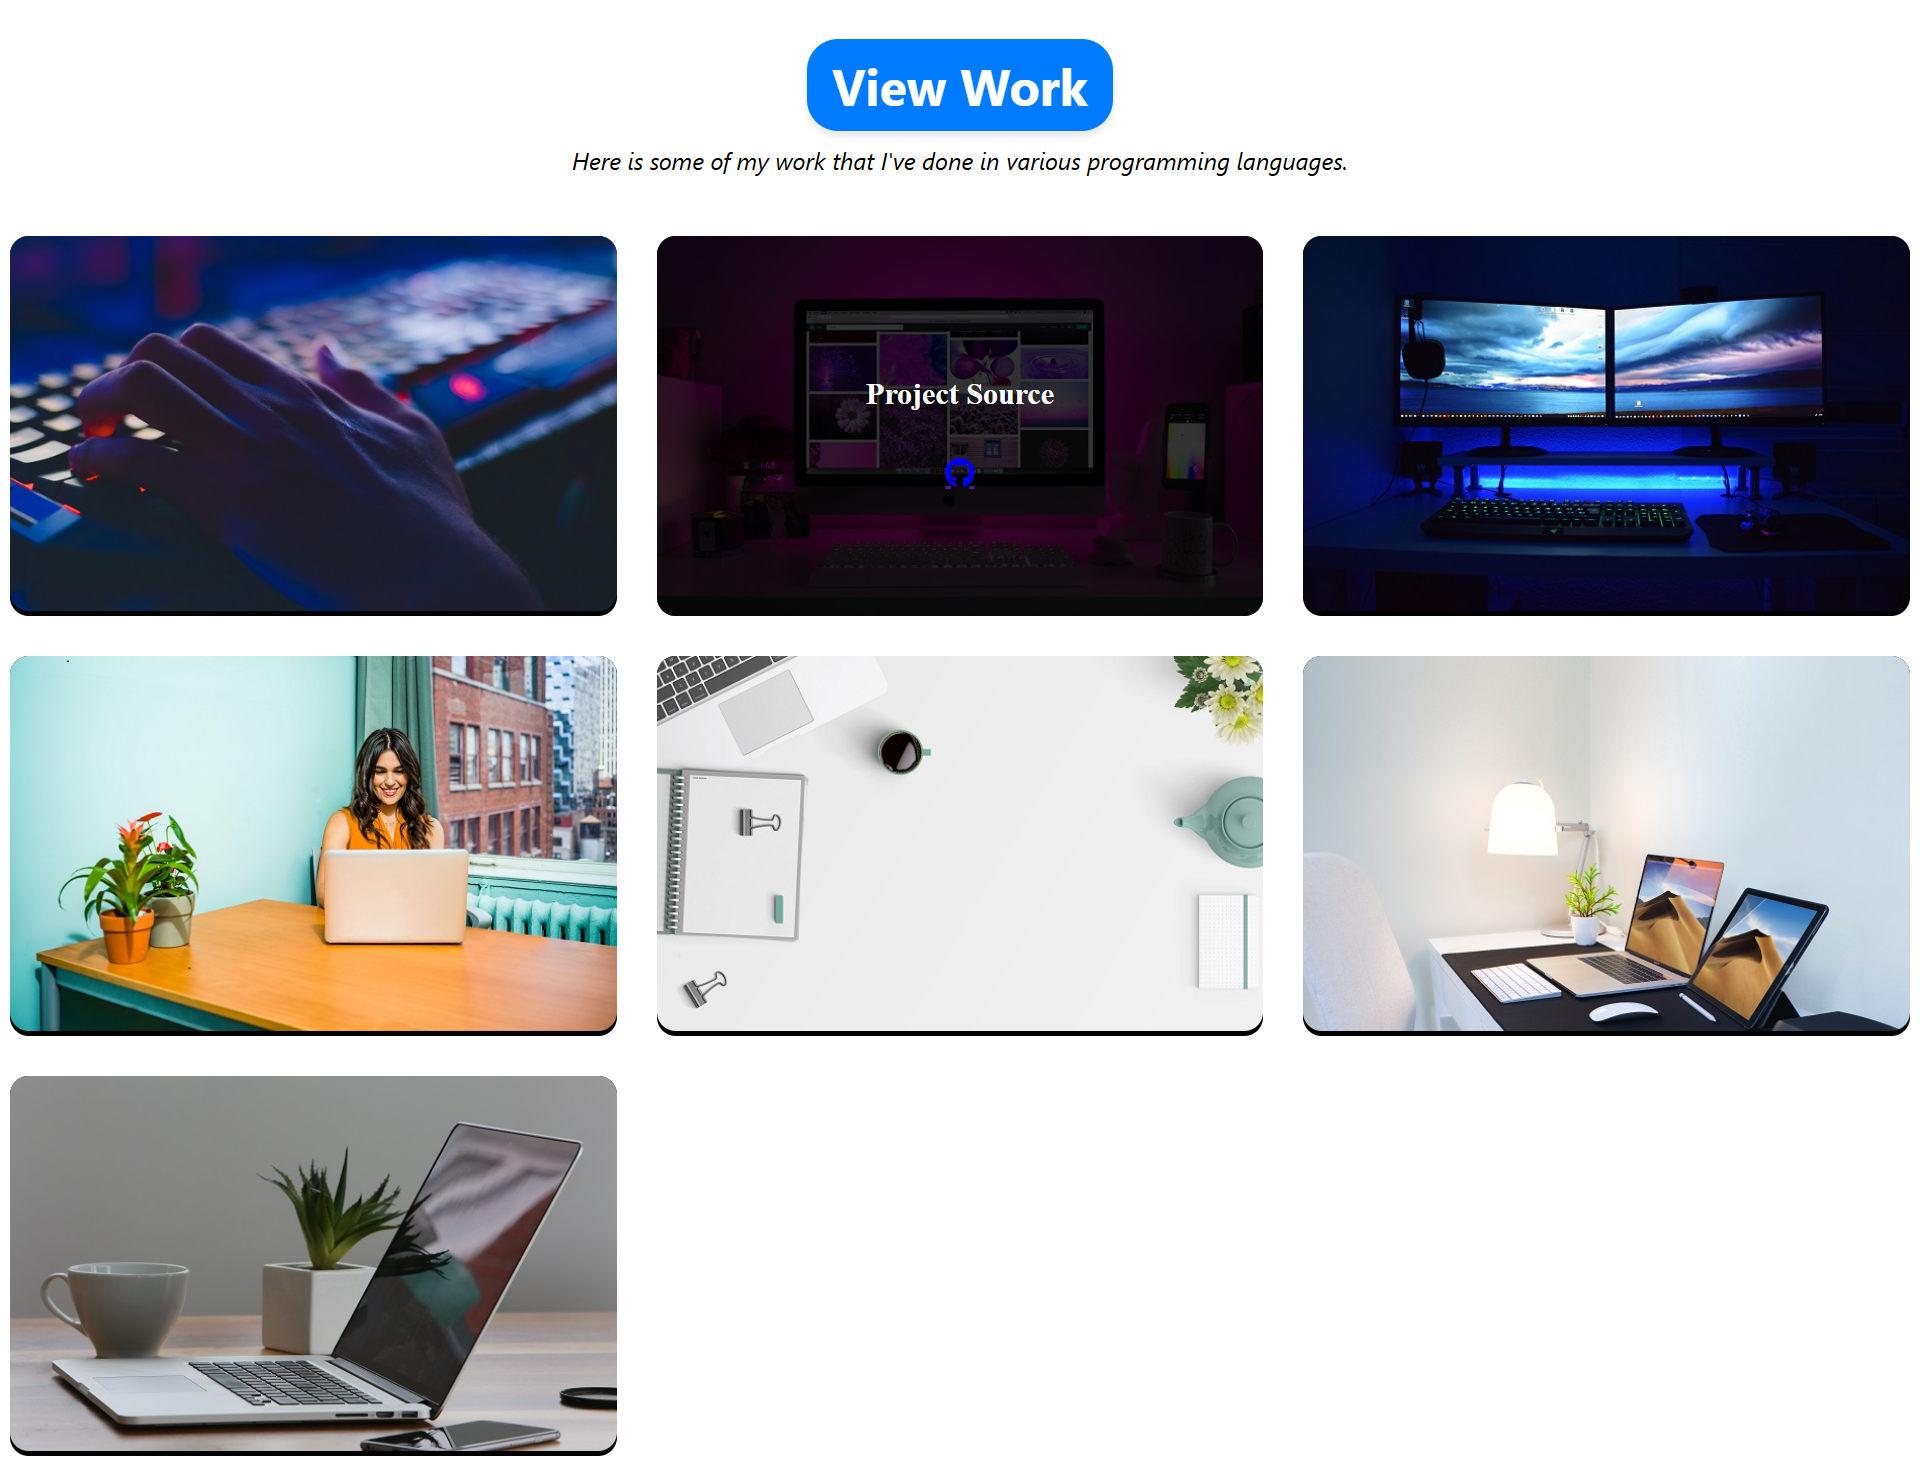 View Work
Here is some of my work that I've done in various programming languages.
Project Source